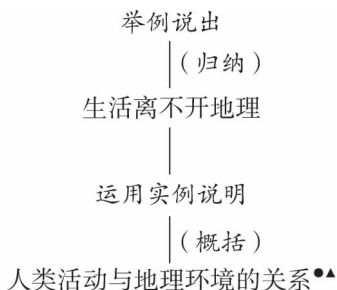 举例说出
（归纳）
生活离不开地理
运用实例说明
（概括）
人类活动与地理环境的关系●▲